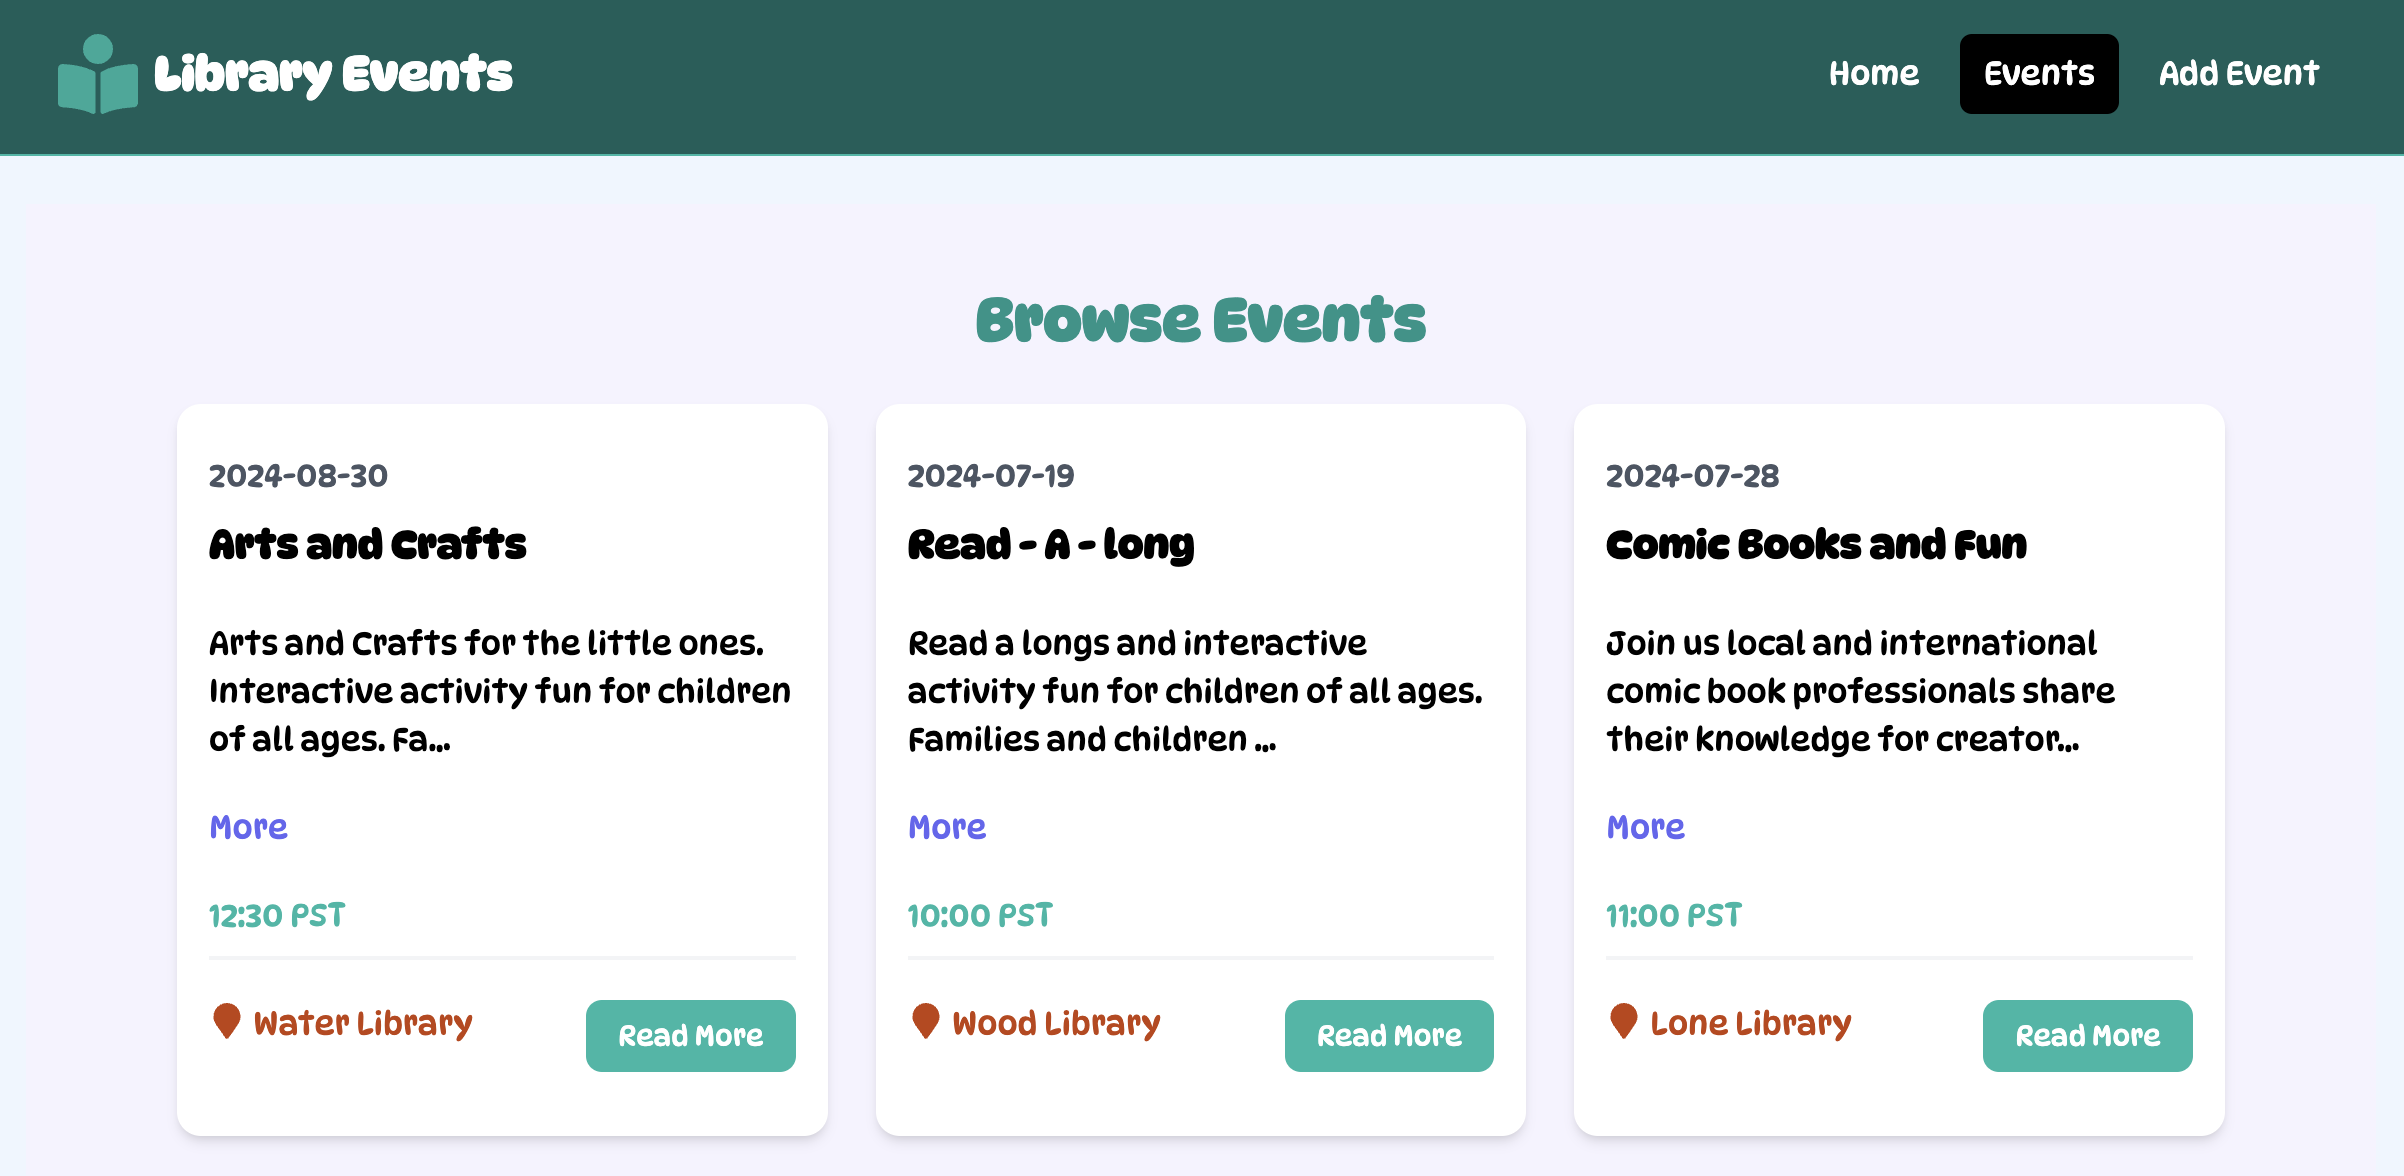 Library Events
Home
Events
Add Event
Browse Events
2024-08-30
Arts and Crafts
Arts and Crafts for the little ones.
Interactive activity fun for children
of all ages. Fa...
More
12:30 PST
Water Library
Read More
2024-07-19
Read - A - long
Read a longs and interactive
activity fun for children of all ages.
Families and children ...
More
10:00 PST
Wood Library
Read More
2024-07-28
Comic Books and Fun
Join us local and international
comic book professionals share
their knowledge for creator...
More
11:00 PST
Lone Library
Read More